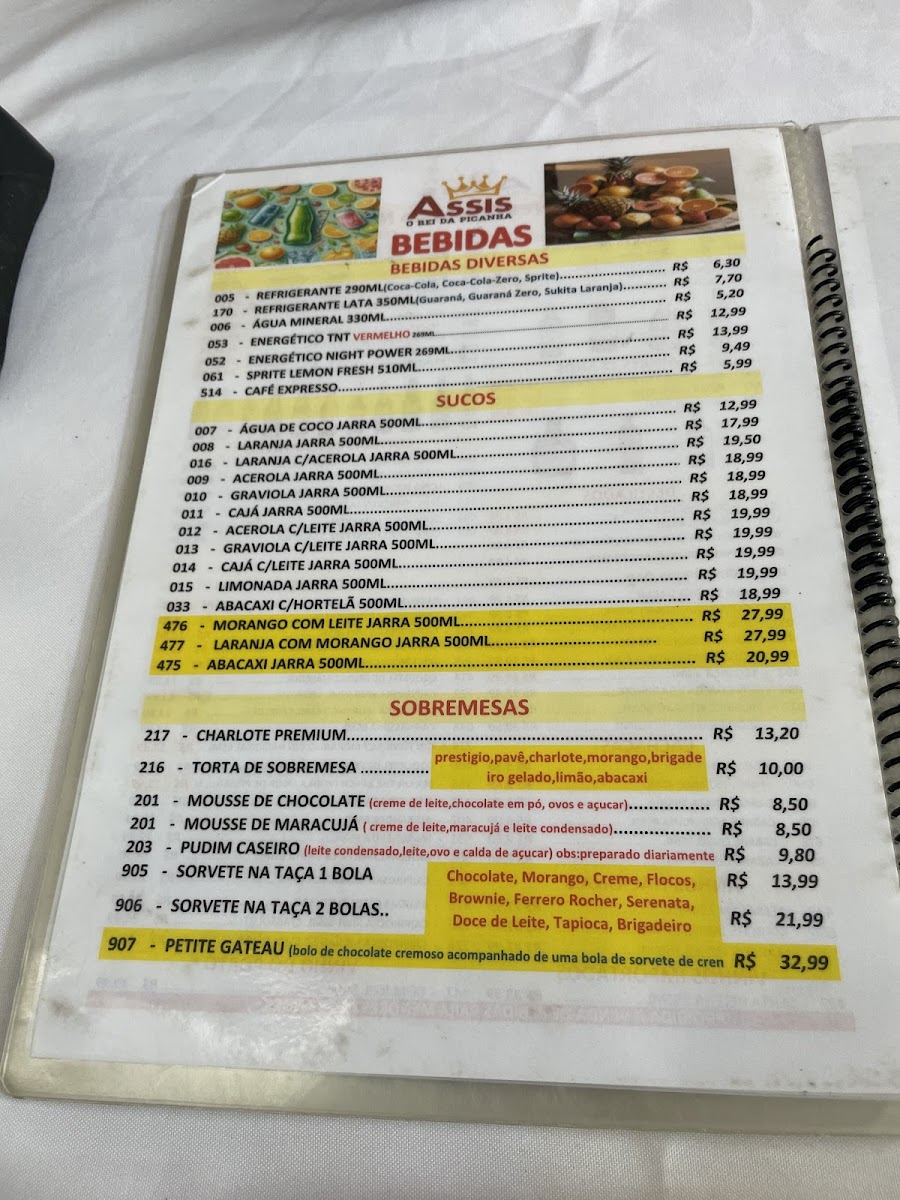 ASSIS
O REI DA PICANHA
BEBIDAS
BEBIDAS DIVERSAS
005 - REFRIGERANTE 290ML(Coca-Cola, Coca-Cola-Zero, Sprite)........................ R$ 6,30
170 - REFRIGERANTE LATA 350ML(Guaraná, Guaraná Zero, Sukita Laranja)......... R$ 7,70
006 - ÁGUA MINERAL 330ML.................... R$ 5,20
053 - ENERGÉTICO TNT VERMELHO 269ML.................... R$ 12,99
052 - ENERGÉTICO NIGHT POWER 269ML.................... R$ 13,99
061 - SPRITE LEMON FRESH 510ML.................... R$ 9,49
514 - CAFÉ EXPRESSO.................... R$ 5,99
SUCOS
007 - ÁGUA DE COCO JARRA 500ML.................... R$ 12,99
008 - LARANJA JARRA 500ML.................... R$ 17,99
016 - LARANJA C/ACEROLA JARRA 500ML.................... R$ 19,50
009 - ACEROLA JARRA 500ML.................... R$ 18,99
010 - GRAVIOLA JARRA 500ML.................... R$ 18,99
011 - CAJÁ JARRA 500ML.................... R$ 18,99
012 - ACEROLA C/LEITE JARRA 500ML.................... R$ 19,99
013 - GRAVIOLA C/LEITE JARRA 500ML.................... R$ 19,99
014 - CAJÁ C/LEITE JARRA 500ML.................... R$ 19,99
015 - LIMONADA JARRA 500ML.................... R$ 19,99
033 - ABACAXI C/HORTELÃ 500ML.................... R$ 18,99
476 - MORANGO COM LEITE JARRA 500ML.................... R$ 27,99
477 - LARANJA COM MORANGO JARRA 500ML.................... R$ 27,99
475 - ABACAXI JARRA 500ML.................... R$ 20,99
SOBREMESAS
217 - CHARLOTE PREMIUM.................... R$ 13,20
216 - TORTA DE SOBREMESA .............. prestigio,pavê,charlote,morango,brigade R$ 10,00
iro gelado,limão,abacaxi
201 - MOUSSE DE CHOCOLATE (creme de leite,chocolate em pó, ovos e açucar)................ R$ 8,50
201 - MOUSSE DE MARACUJÁ ( creme de leite,maracujá e leite condensado)................... R$ 8,50
203 - PUDIM CASEIRO (leite condensado,leite,ovo e calda de açucar) obs:preparado diariamente R$ 9,80
905 - SORVETE NA TAÇA 1 BOLA R$ 13,99
Chocolate, Morango, Creme, Flocos,
Brownie, Ferrero Rocher, Serenata,
Doce de Leite, Tapioca, Brigadeiro
906 - SORVETE NA TAÇA 2 BOLAS.. R$ 21,99
907 - PETITE GATEAU (bolo de chocolate cremoso acompanhado de uma bola de sorvete de cren R$ 32,99